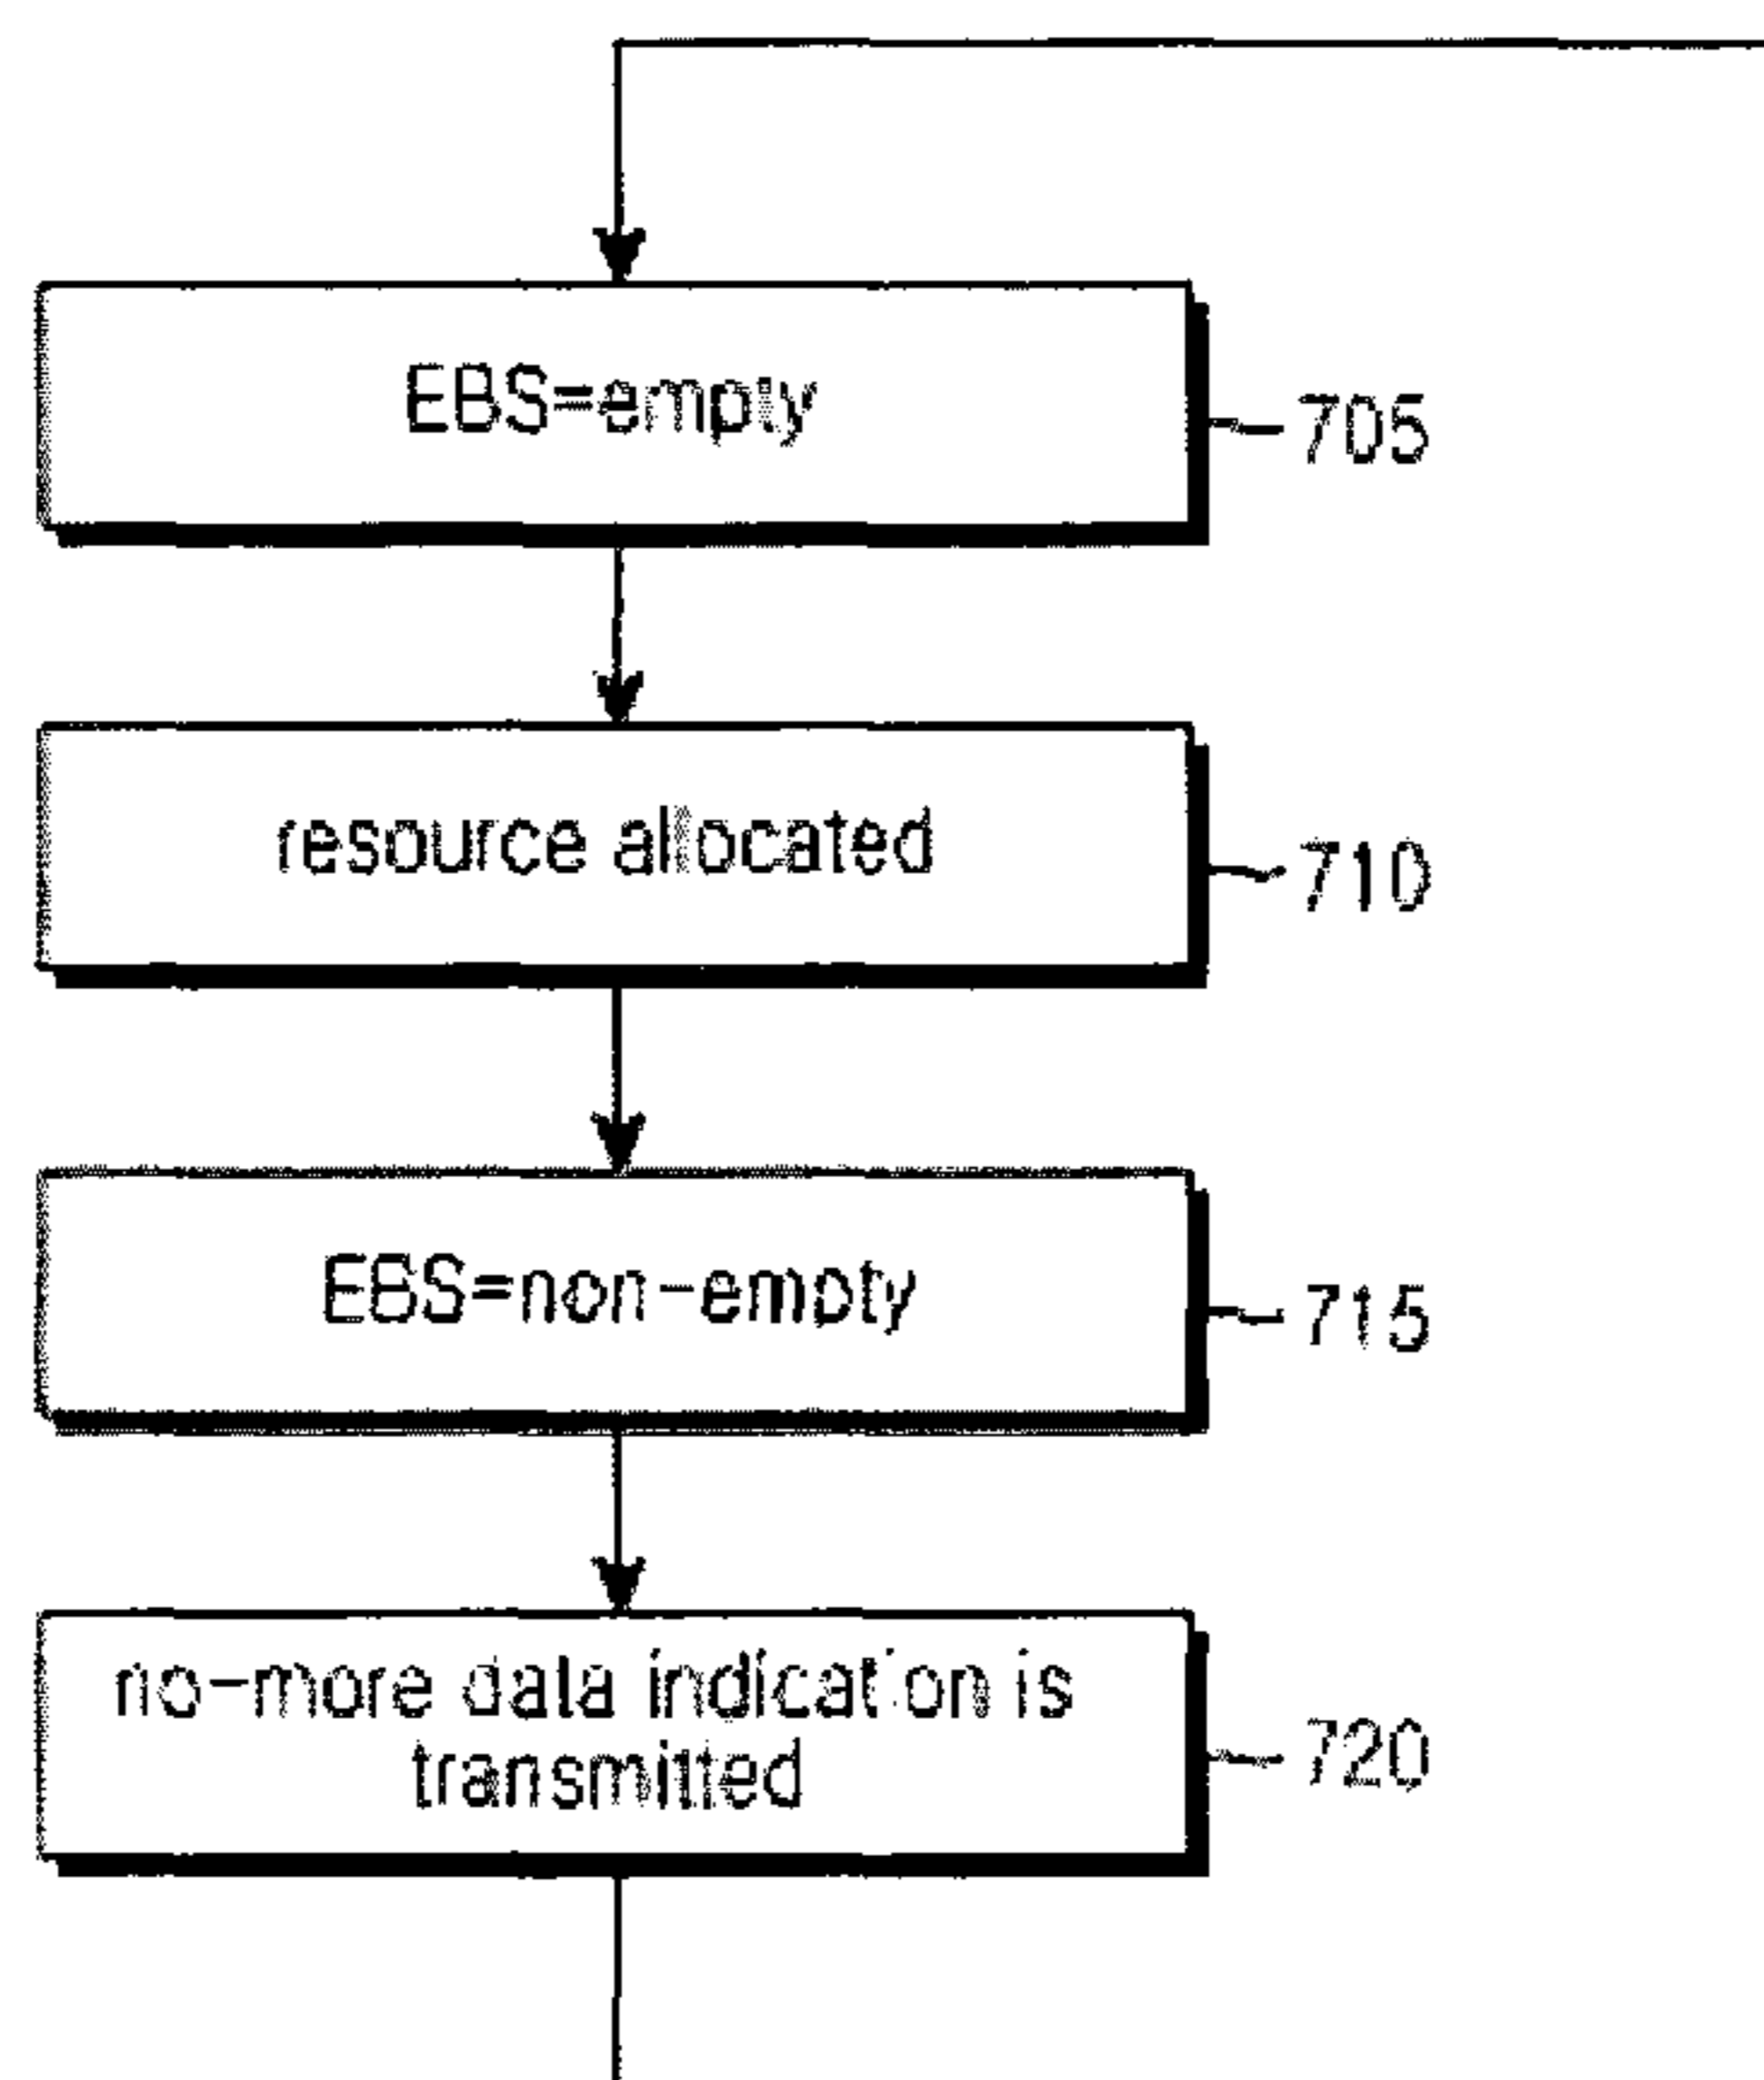 EBS=empty
705
resource allocated
710
EBS=non-empty
715
no-more data indication is
transmitted
720